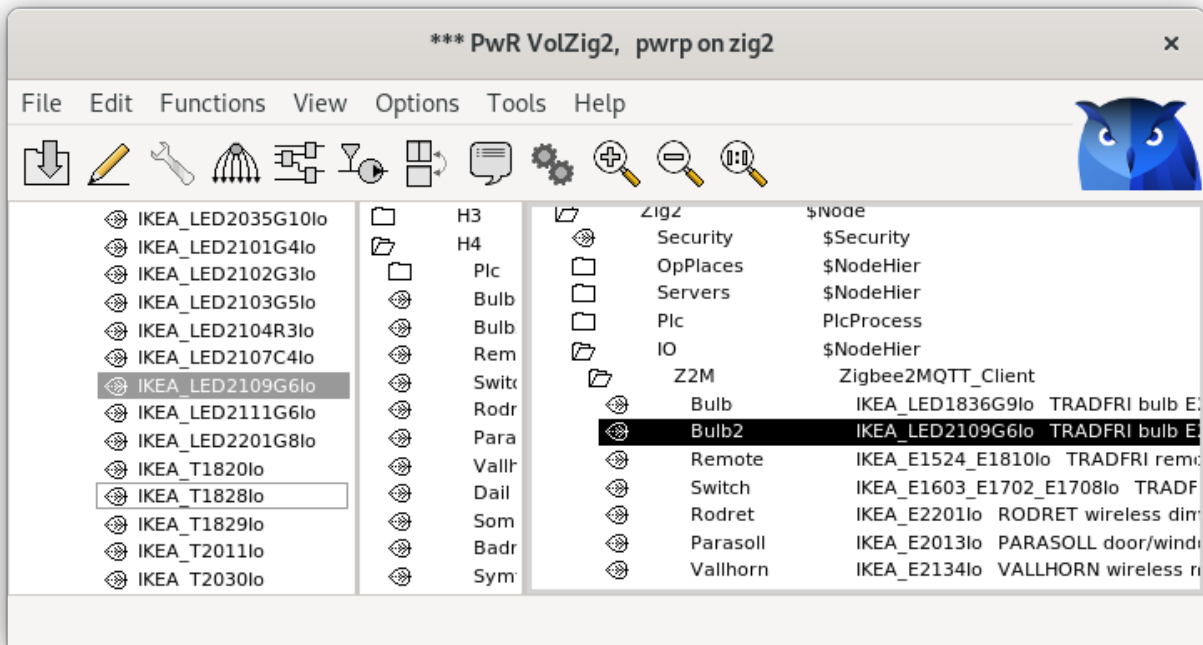 *** PwR VolZig2, pwrp on zig2
File Edit Functions View Options Tools Help
IKEA_LED2035G10Io
IKEA_LED2101G4Io
IKEA_LED2102G3Io
IKEA_LED2103G5Io
IKEA_LED2104R3Io
IKEA_LED2107C4Io
IKEA_LED2109G6Io
IKEA_LED2111G6Io
IKEA_LED2201G8Io
IKEA_T1820Io
IKEA_T1828Io
IKEA_T1829Io
IKEA_T2011Io
IKEA_T2030Io
H3
H4
Plc
Bulb
Bulb
Rem
Switc
Rodr
Para
Vallh
Dail
Som
Badr
Sym
Zig2 $Node
Security $Security
OpPlaces $NodeHier
Servers $NodeHier
Plc PlcProcess
IO $NodeHier
Z2M Zigbee2MQTT_Client
Bulb IKEA_LED1836G9Io TRADFRI bulb E
Bulb2 IKEA_LED2109G6Io TRADFRI bulb E
Remote IKEA_E1524_E1810Io TRADFRI remo
Switch IKEA_E1603_E1702_E1708Io TRADF
Rodret IKEA_E2201Io RODRET wireless dim
Parasoll IKEA_E2013Io PARASOLL door/wind
Vallhorn IKEA_E2134Io VALLHORN wireless